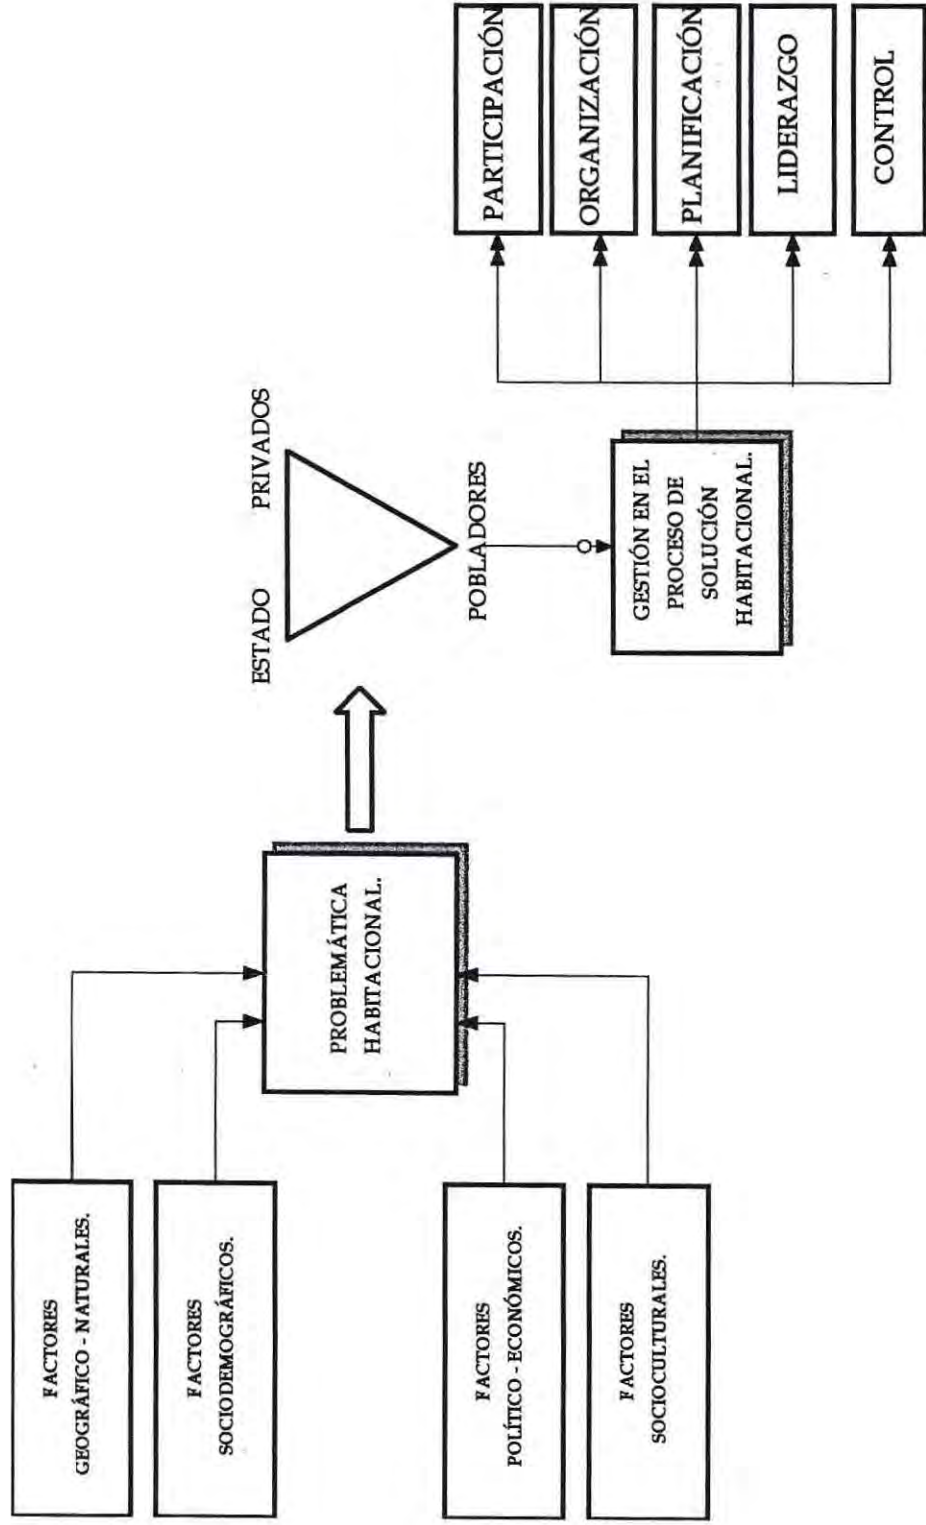 FACTORES
GEOGRÁFICO - NATURALES.
FACTORES
SOCIODEMOGRÁFICOS.
FACTORES
POLÍTICO - ECONÓMICOS.
FACTORES
SOCIOCULTURALES.
PROBLEMÁTICA
HABITACIONAL.
ESTADO
PRIVADOS
POBLADORES
GESTIÓN EN EL
PROCESO DE
SOLUCIÓN
HABITACIONAL.
PARTICIPACIÓN
ORGANIZACIÓN
PLANIFICACIÓN
LIDERAZGO
CONTROL